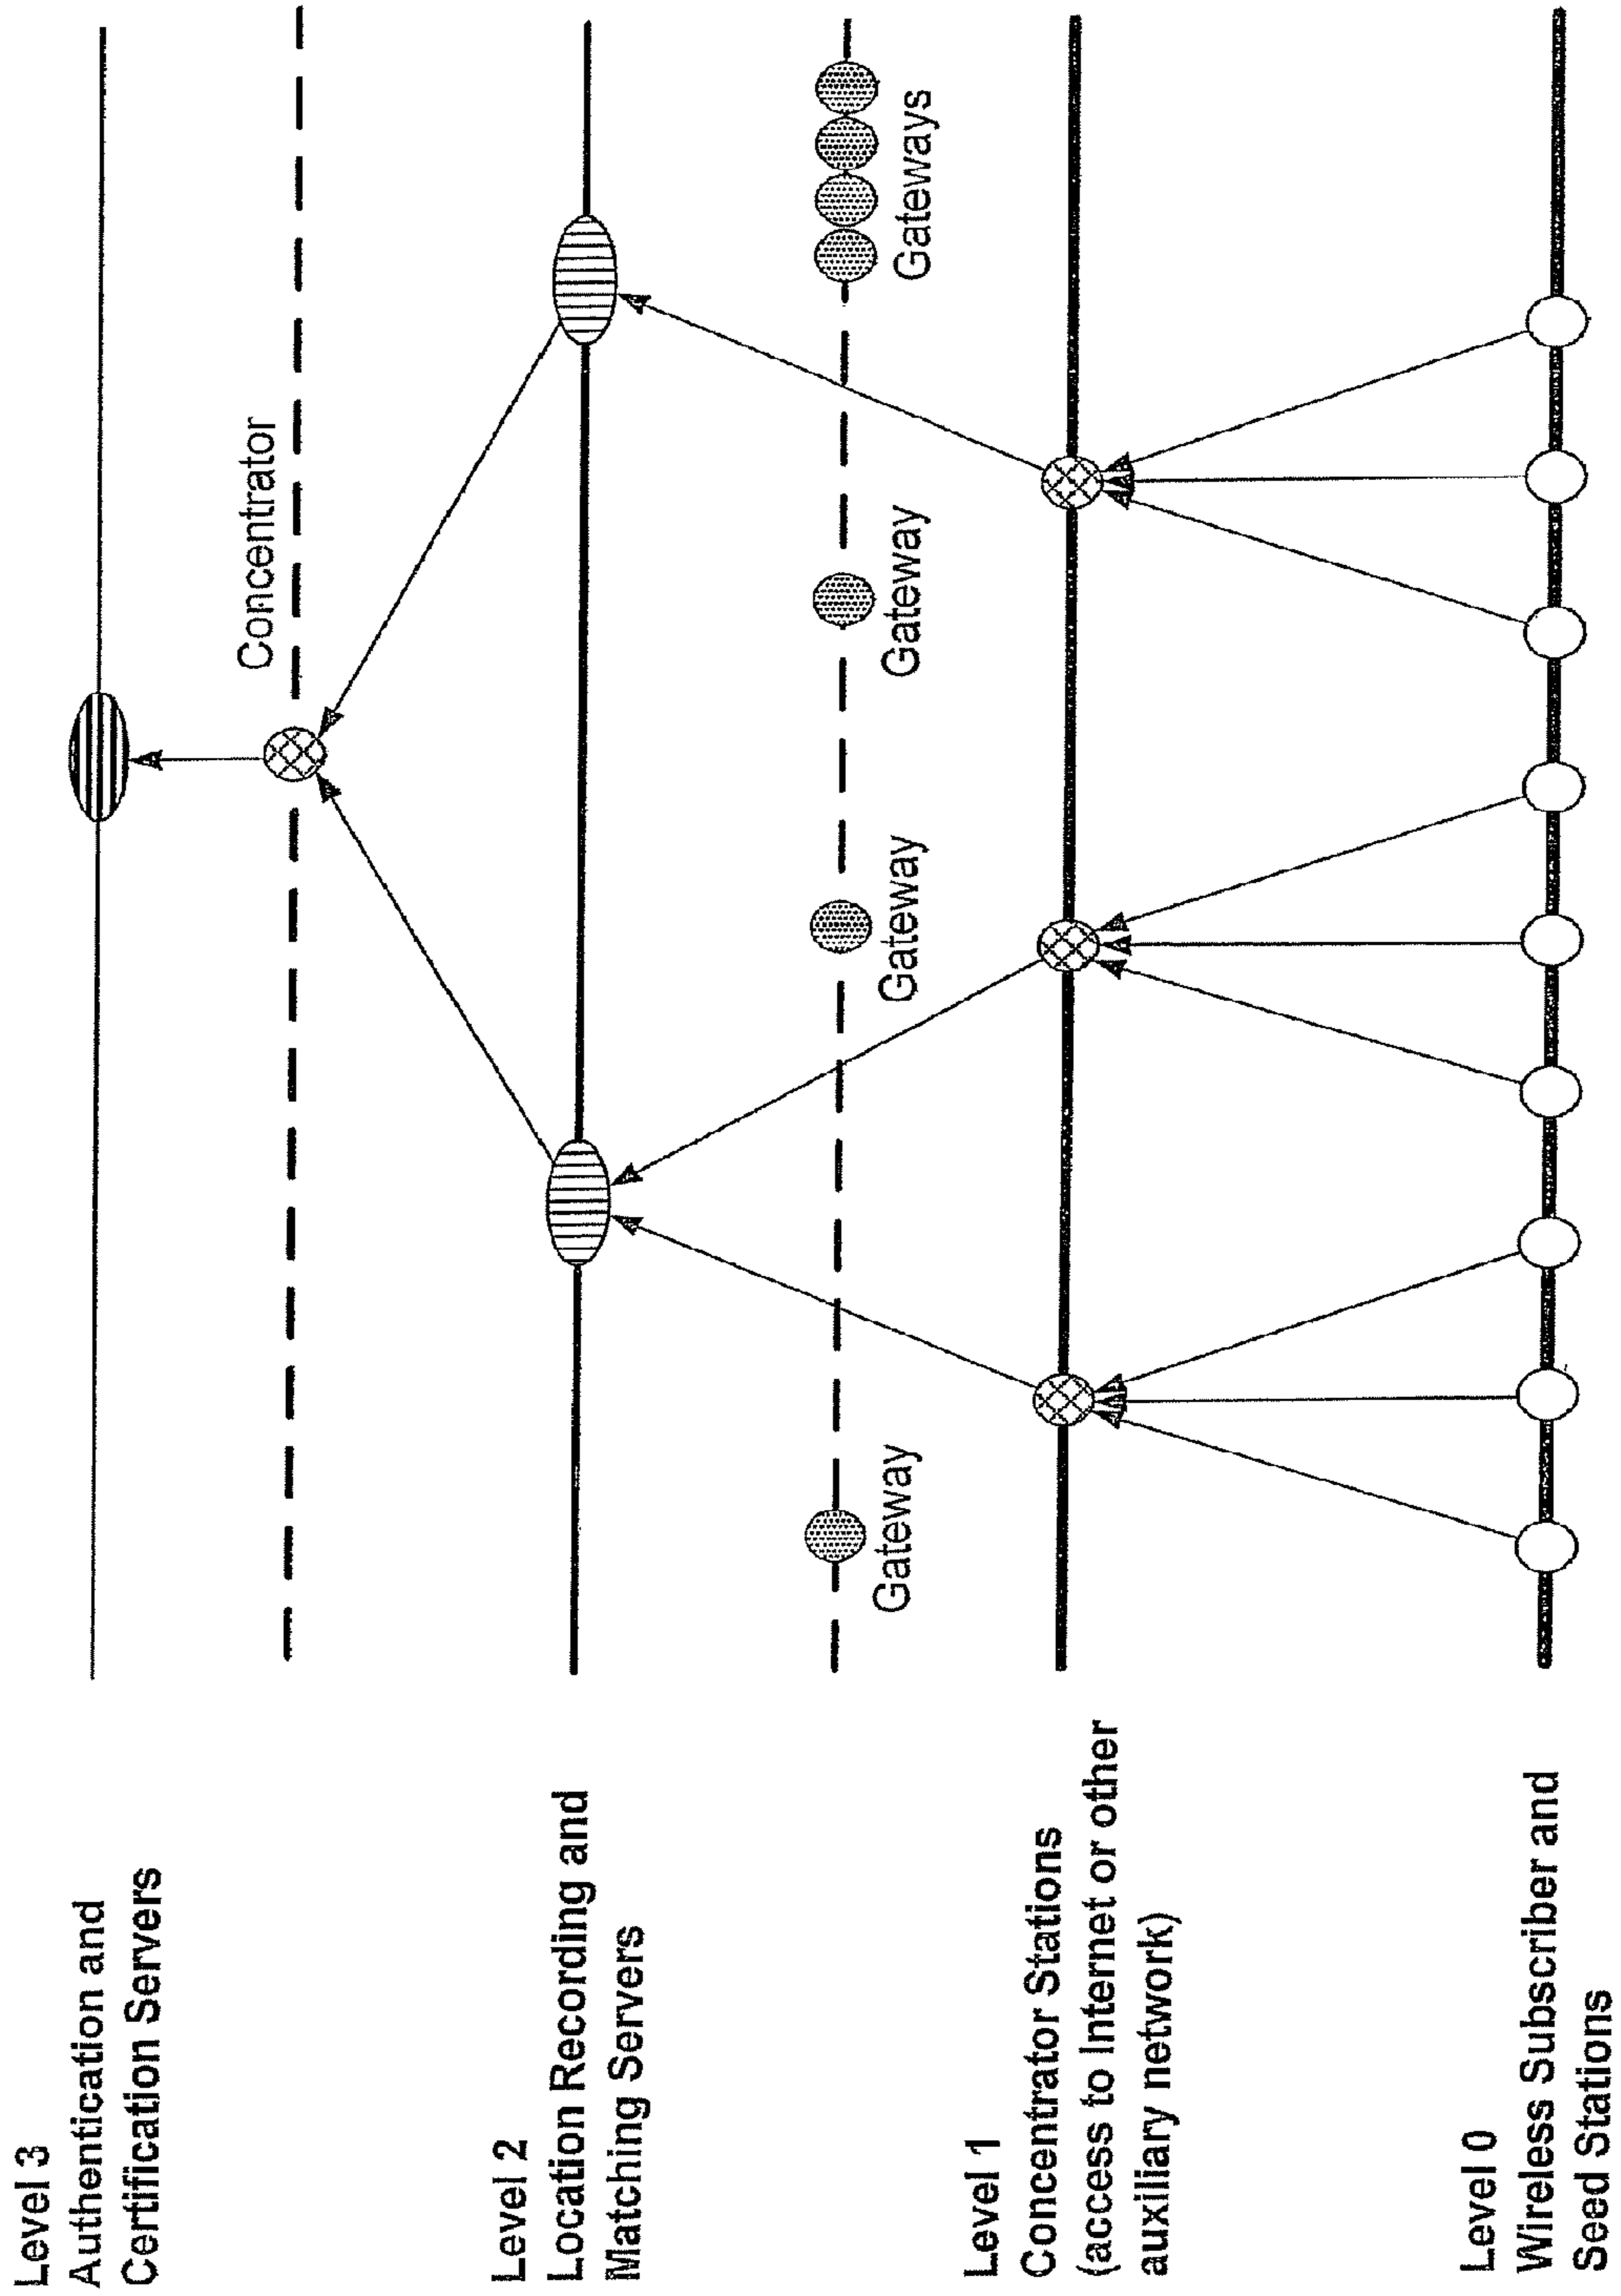 Level 3
Authentication and
Certification Servers
Concentrator
Level 2
Location Recording and
Matching Servers
Gateway
Gateway
Gateway
Gateways
Level 1
Concentrator Stations
(access to Internet or other
auxiliary network)
Level 0
Wireless Subscriber and
Seed Stations